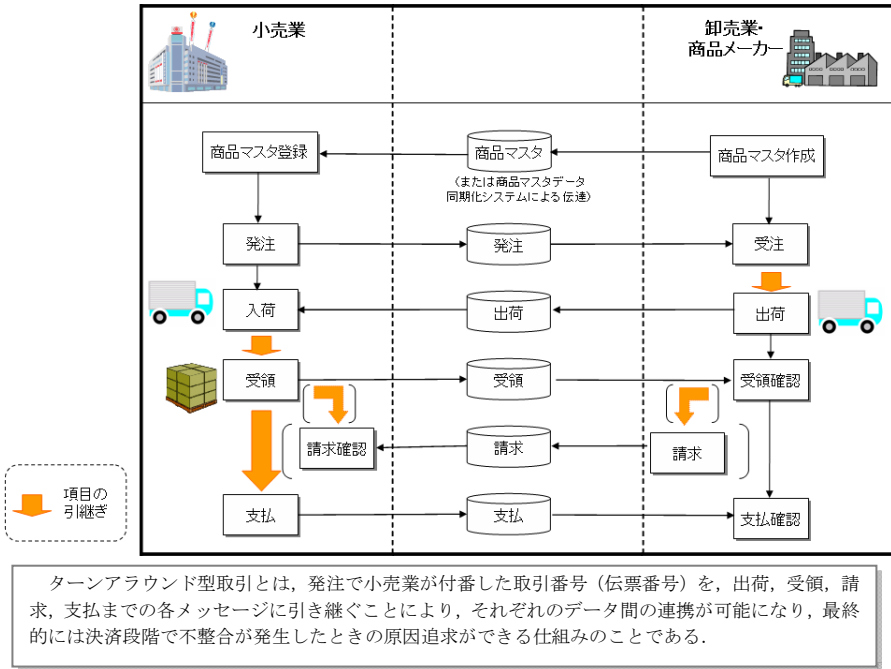 小売業
卸売業・
商品メーカー
商品マスタ登録
商品マスタ
商品マスタ作成
(または商品マスタデータ
同期化システムによる伝達)
発注
発注
受注
入荷
出荷
出荷
受領
受領
受領確認
請求確認
請求
請求
支払
支払
支払確認
項目の
引継ぎ
ターンアラウンド型取引とは，発注で小売業が付番した取引番号（伝票番号）を，出荷，受領，請
求，支払までの各メッセージに引き継ぐことにより，それぞれのデータ間の連携が可能になり，最終
的には決済段階で不整合が発生したときの原因追求ができる仕組みのことである．